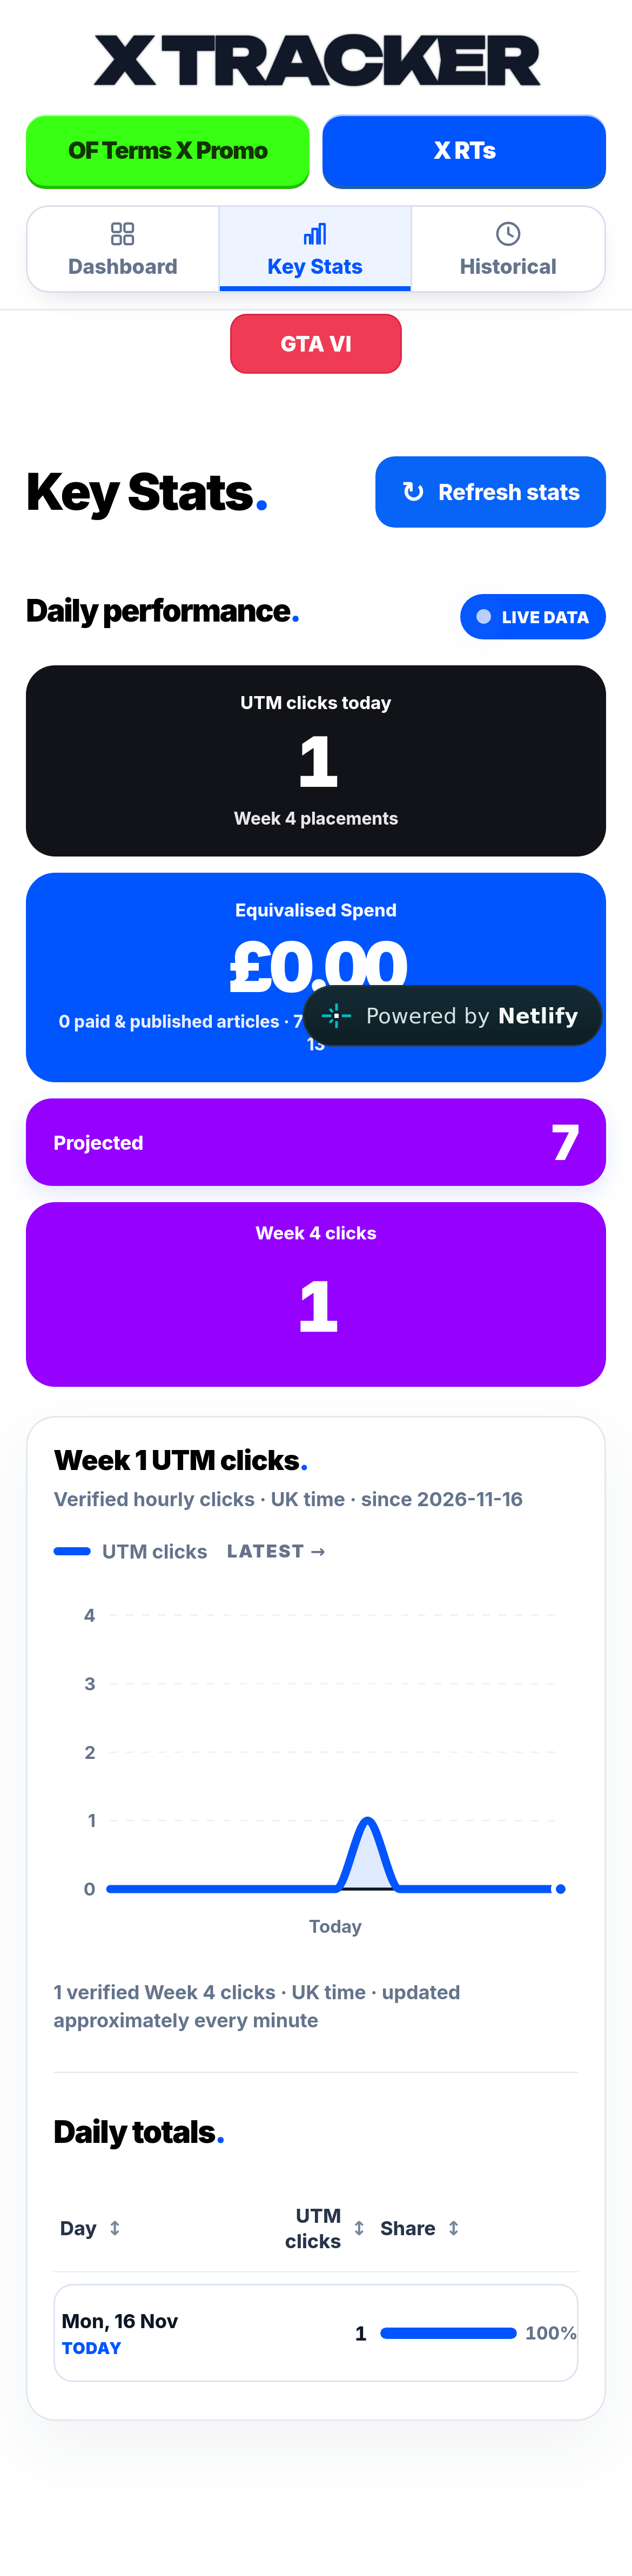 X TRACKER
OF Terms X Promo
X RTs
Dashboard
Key Stats
Historical
GTA VI
Key Stats.
↻ Refresh stats
Daily performance.
LIVE DATA
UTM clicks today
1
Week 4 placements
Equivalised Spend
£0.00
0 paid & published articles · 7
13
Powered by Netlify
Projected
7
Week 4 clicks
1
Week 1 UTM clicks.
Verified hourly clicks · UK time · since 2026-11-16
UTM clicks
LATEST →
4
3
2
1
0
Today
1 verified Week 4 clicks · UK time · updated
approximately every minute
Daily totals.
Day ↕
UTM
clicks ↕
Share ↕
Mon, 16 Nov
TODAY
1
100%